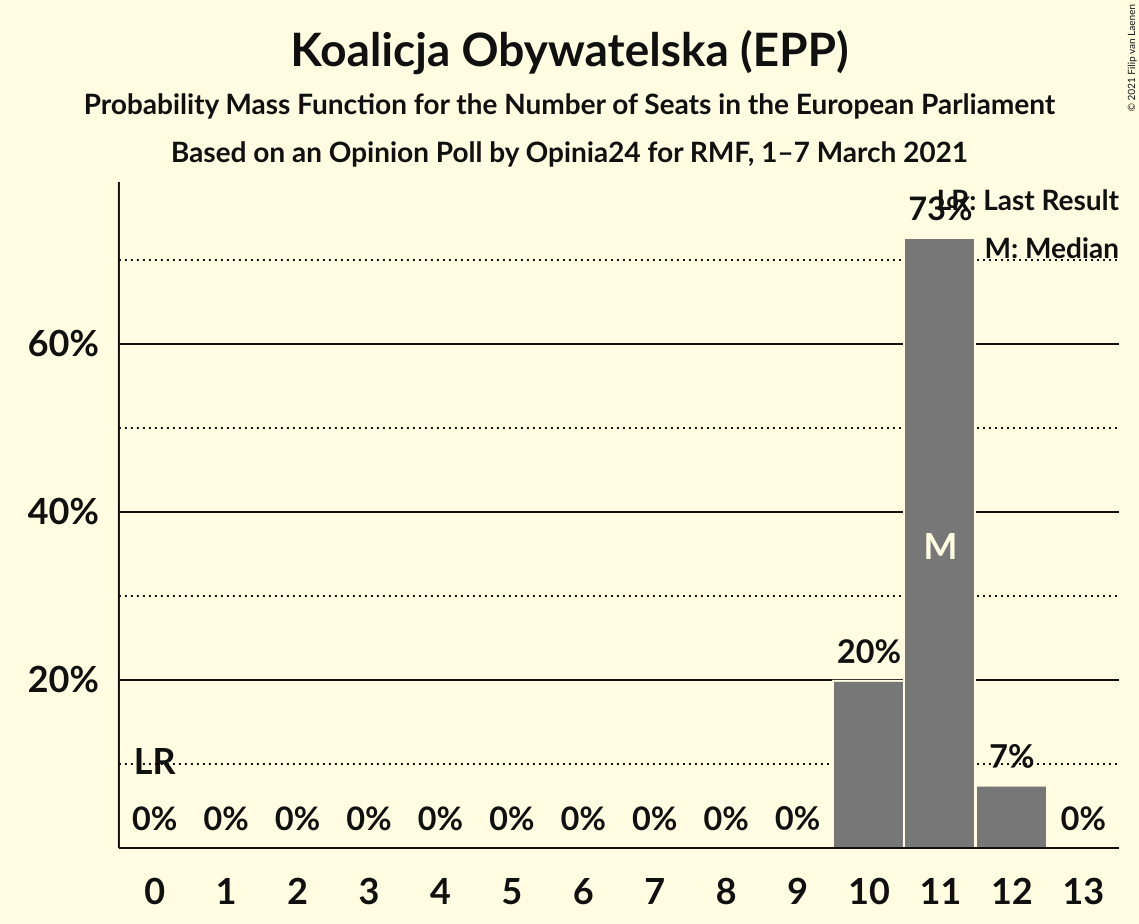 Koalicja Obywatelska (EPP)
Probability Mass Function for the Number of Seats in the European Parliament
Based on an Opinion Poll by Opinia24 for RMF, 1–7 March 2021
© 2021 Filip van Laenen
LR: Last Result
M: Median
73%
60%
40%
M
20%
20%
LR
7%
0% 0% 0% 0% 0% 0% 0% 0% 0% 0% 0%
0 1 2 3 4 5 6 7 8 9 10 11 12 13